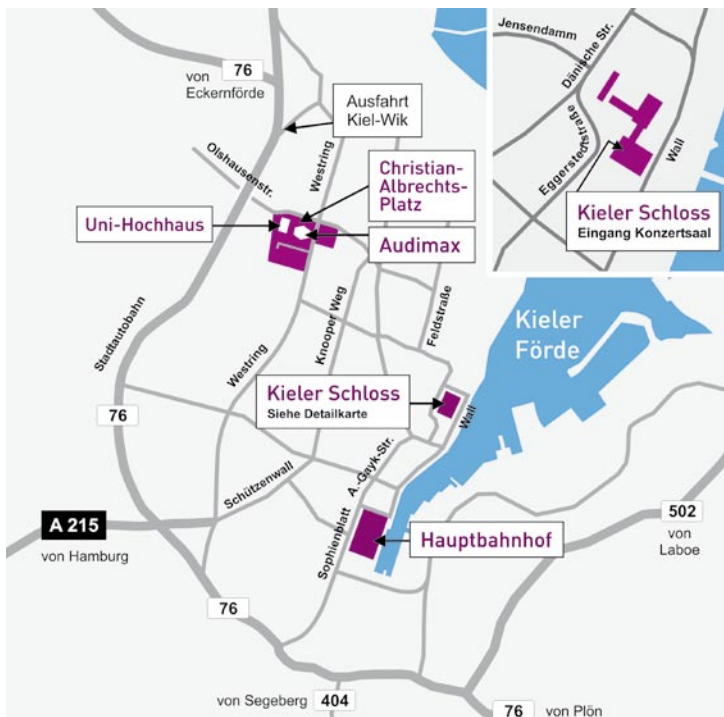 76
von
Eckernförde
Ausfahrt
Kiel-Wik
Olshausenstr.
Westring
Christian-
Albrechts-
Platz
Uni-Hochhaus
Audimax
Stadtautobahn
Westring
Knooper Weg
Feldstraße
Kieler
Förde
Kieler Schloss
Siehe Detailkarte
Wall
76
Schützenwall
A.-Gayk-Str.
Sophienblatt
A 215
von Hamburg
Hauptbahnhof
502
von
Laboe
76
von Segeberg 404
76 von Plön
Jensendamm
Dänische Str.
Eggerstedtstraße
Wall
Kieler Schloss
Eingang Konzertsaal